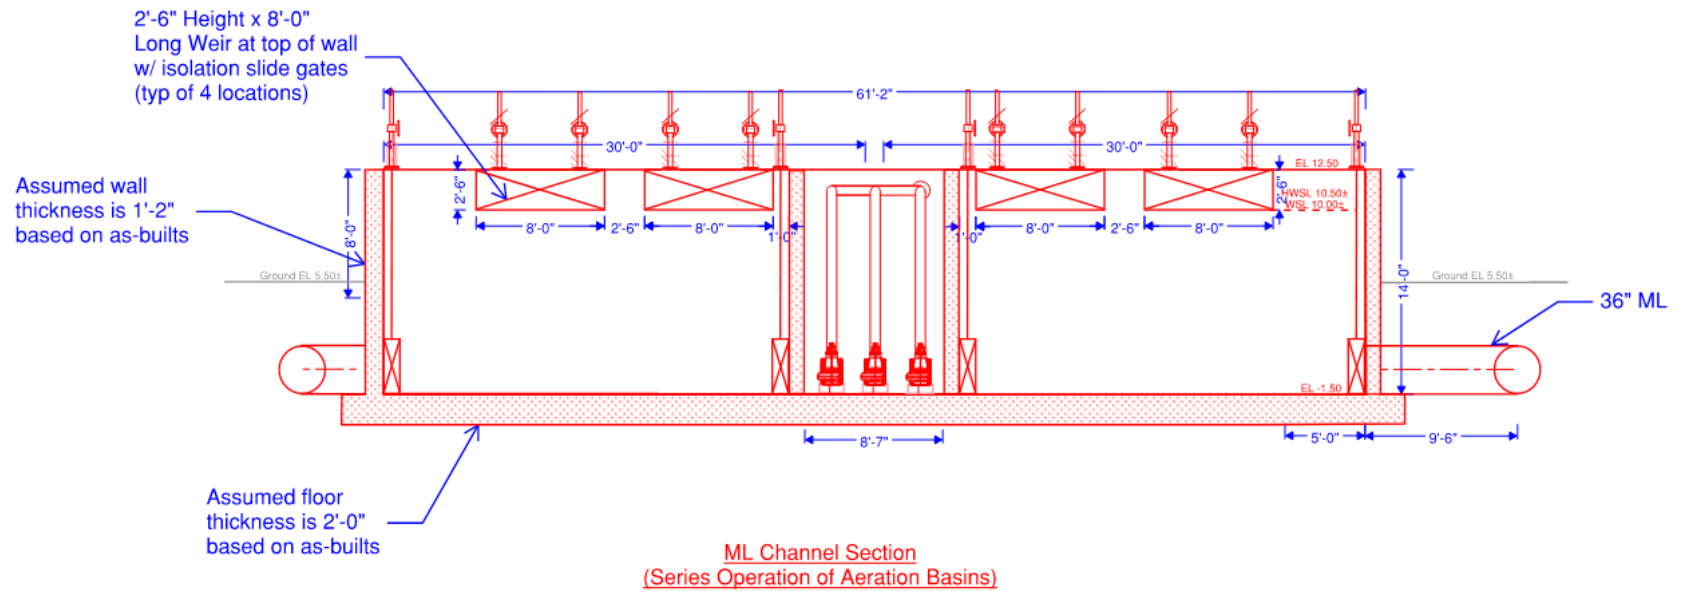 2'-6" Height x 8'-0"
Long Weir at top of wall
w/ isolation slide gates
(typ of 4 locations)
61'-2"
30'-0"
30'-0"
EL 12.50
2'-6"
2'-6"
HWSL 10.50±
WSL 10.00±
Assumed wall
thickness is 1'-2"
based on as-builts
8'-0"
8'-0"
2'-6"
8'-0"
1'-0"
1'-0"
8'-0"
2'-6"
8'-0"
Ground EL 5.50±
14'-0"
Ground EL 5.50±
36" ML
EL -1.50
8'-7"
5'-0"
9'-6"
Assumed floor
thickness is 2'-0"
based on as-builts
ML Channel Section
(Series Operation of Aeration Basins)